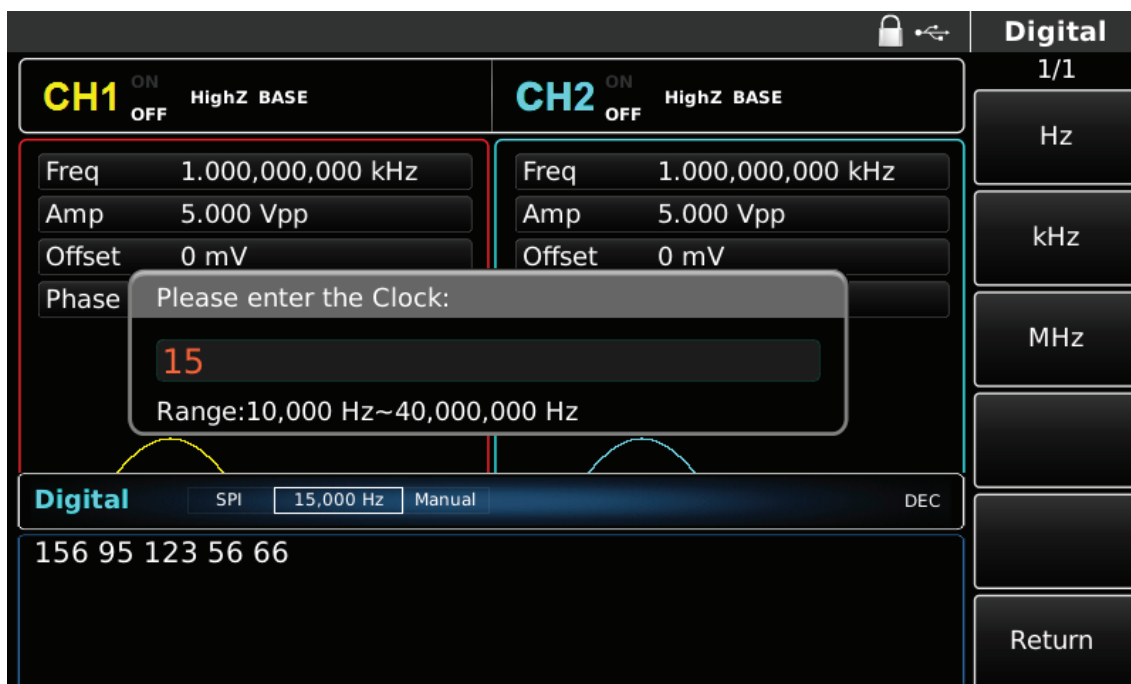 Digital
1/1
CH1 ON OFF HighZ BASE
CH2 ON OFF HighZ BASE
Freq 1.000,000,000 kHz
Amp 5.000 Vpp
Offset 0 mV
Phase
Freq 1.000,000,000 kHz
Amp 5.000 Vpp
Offset 0 mV
Please enter the Clock:
15
Range:10,000 Hz~40,000,000 Hz
Digital SPI 15,000 Hz Manual DEC
156 95 123 56 66
Hz
kHz
MHz
Return